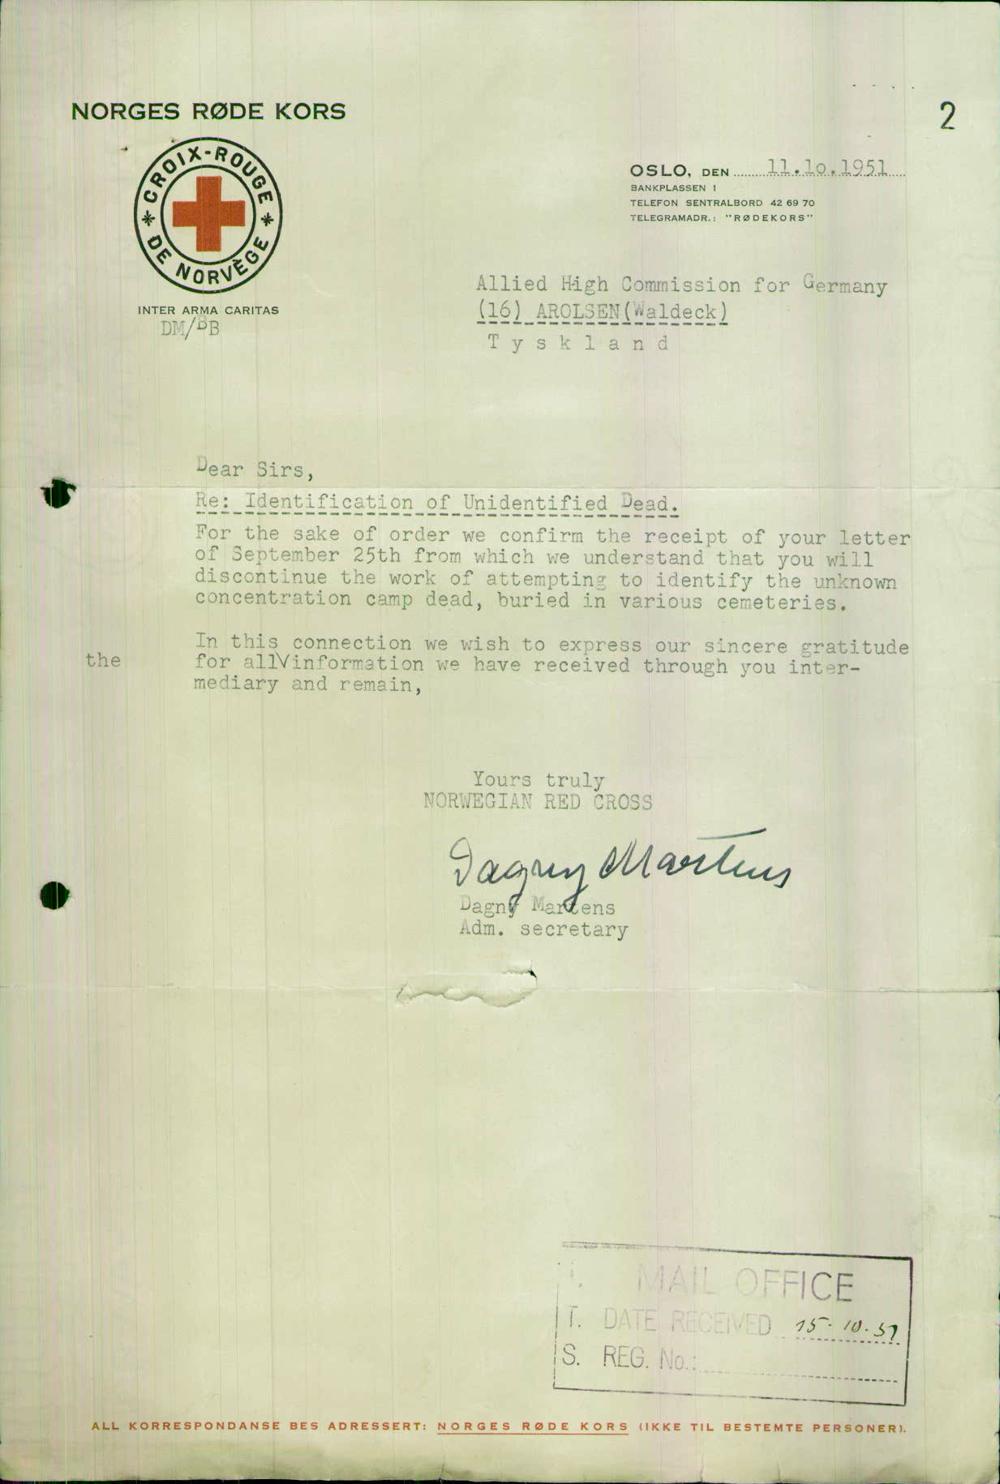 NORGES RØDE KORS
2
CROIX-ROUGE
DE NORVÈGE
INTER ARMA CARITAS
DM/BB
OSLO, DEN 11.10.1951
BANKPLASSEN 1
TELEFON SENTRALBORD 42 69 70
TELEGRAMADR.: "RØDEKORS"
Allied High Commission for Germany
(16) AROLSEN(Waldeck)
T y s k l a n d
Dear Sirs,
Re: Identification of Unidentified Dead.
For the sake of order we confirm the receipt of your letter
of September 25th from which we understand that you will
discontinue the work of attempting to identify the unknown
concentration camp dead, buried in various cemeteries.
In this connection we wish to express our sincere gratitude
the for all√information we have received through you inter-
mediary and remain,
Yours truly
NORWEGIAN RED CROSS
Dagny Martens
Dagny Martens
Adm. secretary
MAIL OFFICE
T. DATE RECEIVED 15-10-51
S. REG. No.:
ALL KORRESPONDANSE BES ADRESSERT: NORGES RØDE KORS (IKKE TIL BESTEMTE PERSONER).